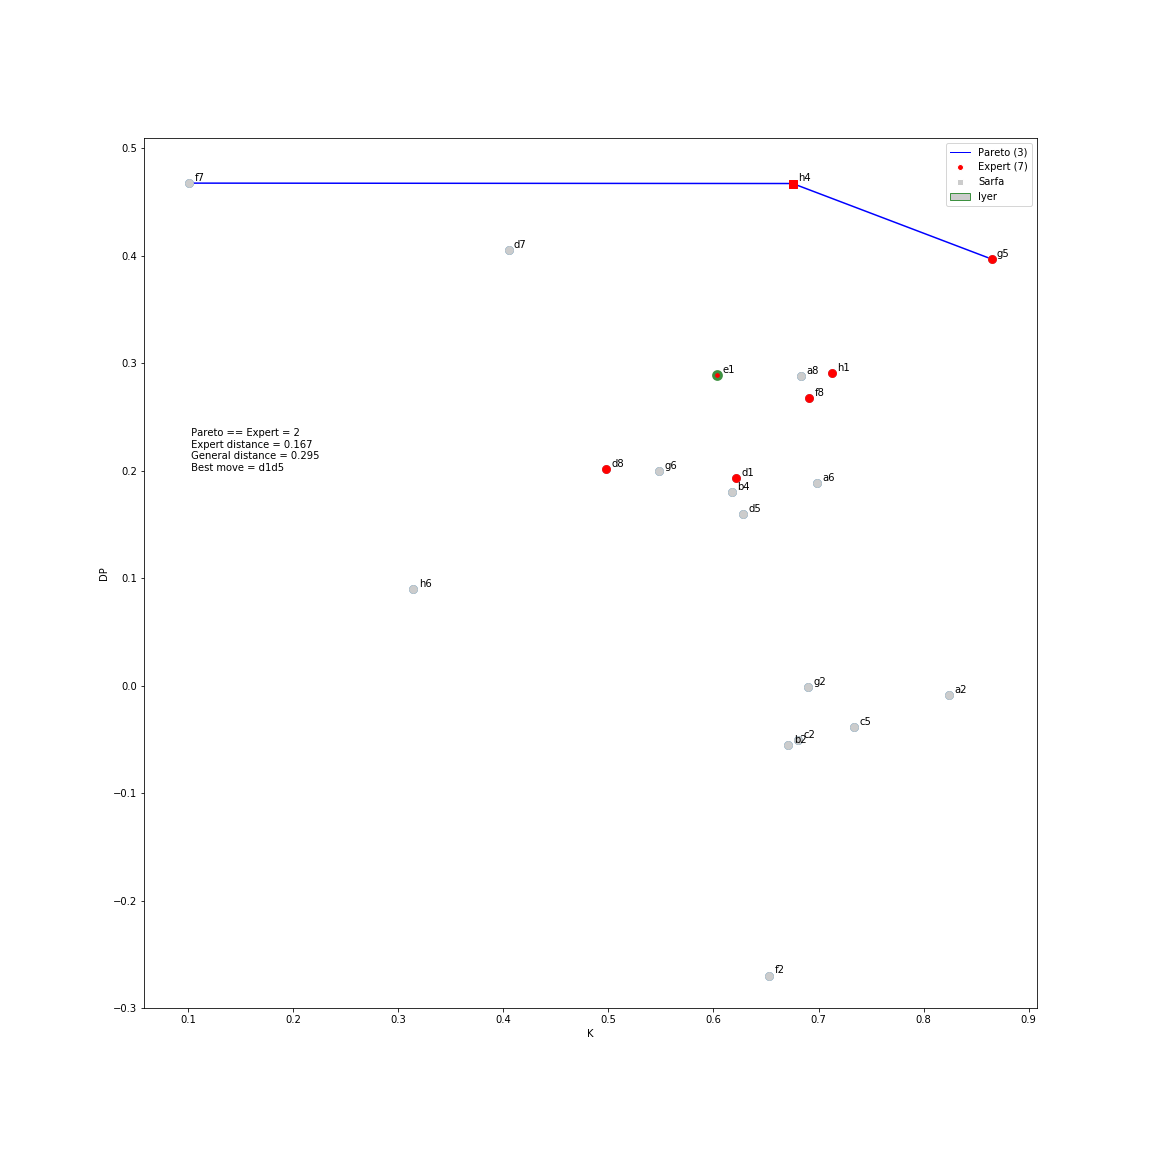 0.5
0.4
0.3
0.2
0.1
0.0
−0.1
−0.2
−0.3
DP
0.1
0.2
0.3
0.4
0.5
0.6
0.7
0.8
0.9
K
Pareto (3)
Expert (7)
Sarfa
Iyer
f7
h4
d7
g5
e1
a8
h1
f8
Pareto == Expert = 2
Expert distance = 0.167
General distance = 0.295
Best move = d1d5
d8
g6
d1
b4
a6
d5
h6
g2
a2
c5
c2
b2
f2